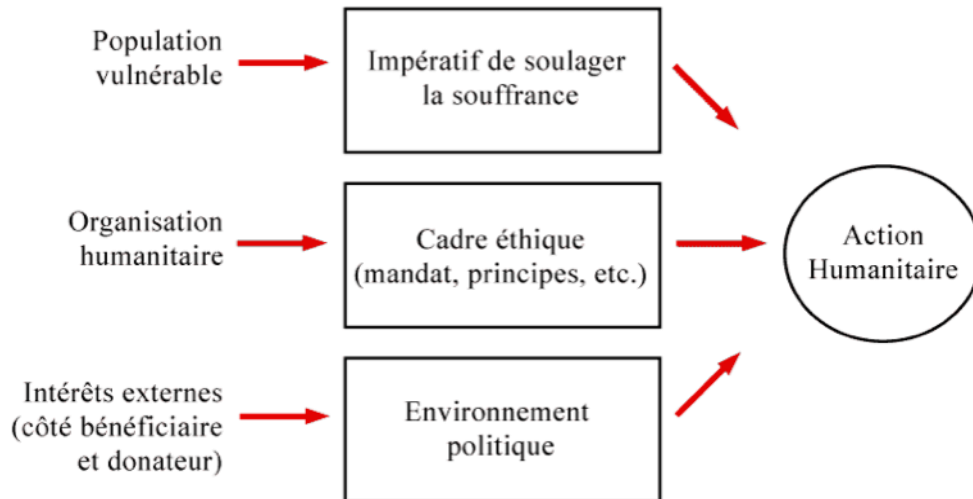 Population
vulnérable
Impératif de soulager
la souffrance
Organisation
humanitaire
Cadre éthique
(mandat, principes, etc.)
Action
Humanitaire
Intérêts externes
(côté bénéficiaire
et donateur)
Environnement
politique